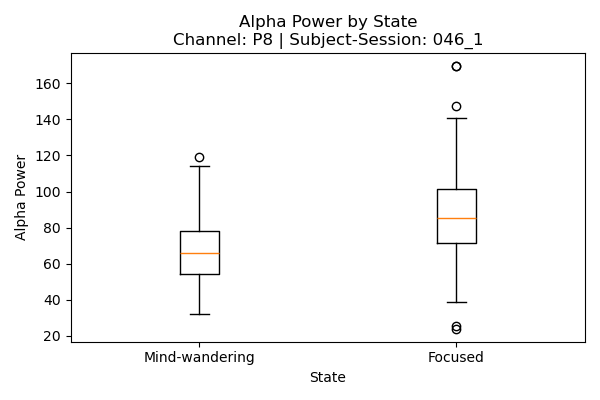 Alpha Power by State
Channel: P8 | Subject-Session: 046_1
160
140
120
100
80
60
40
20
Alpha Power
Mind-wandering
Focused
State